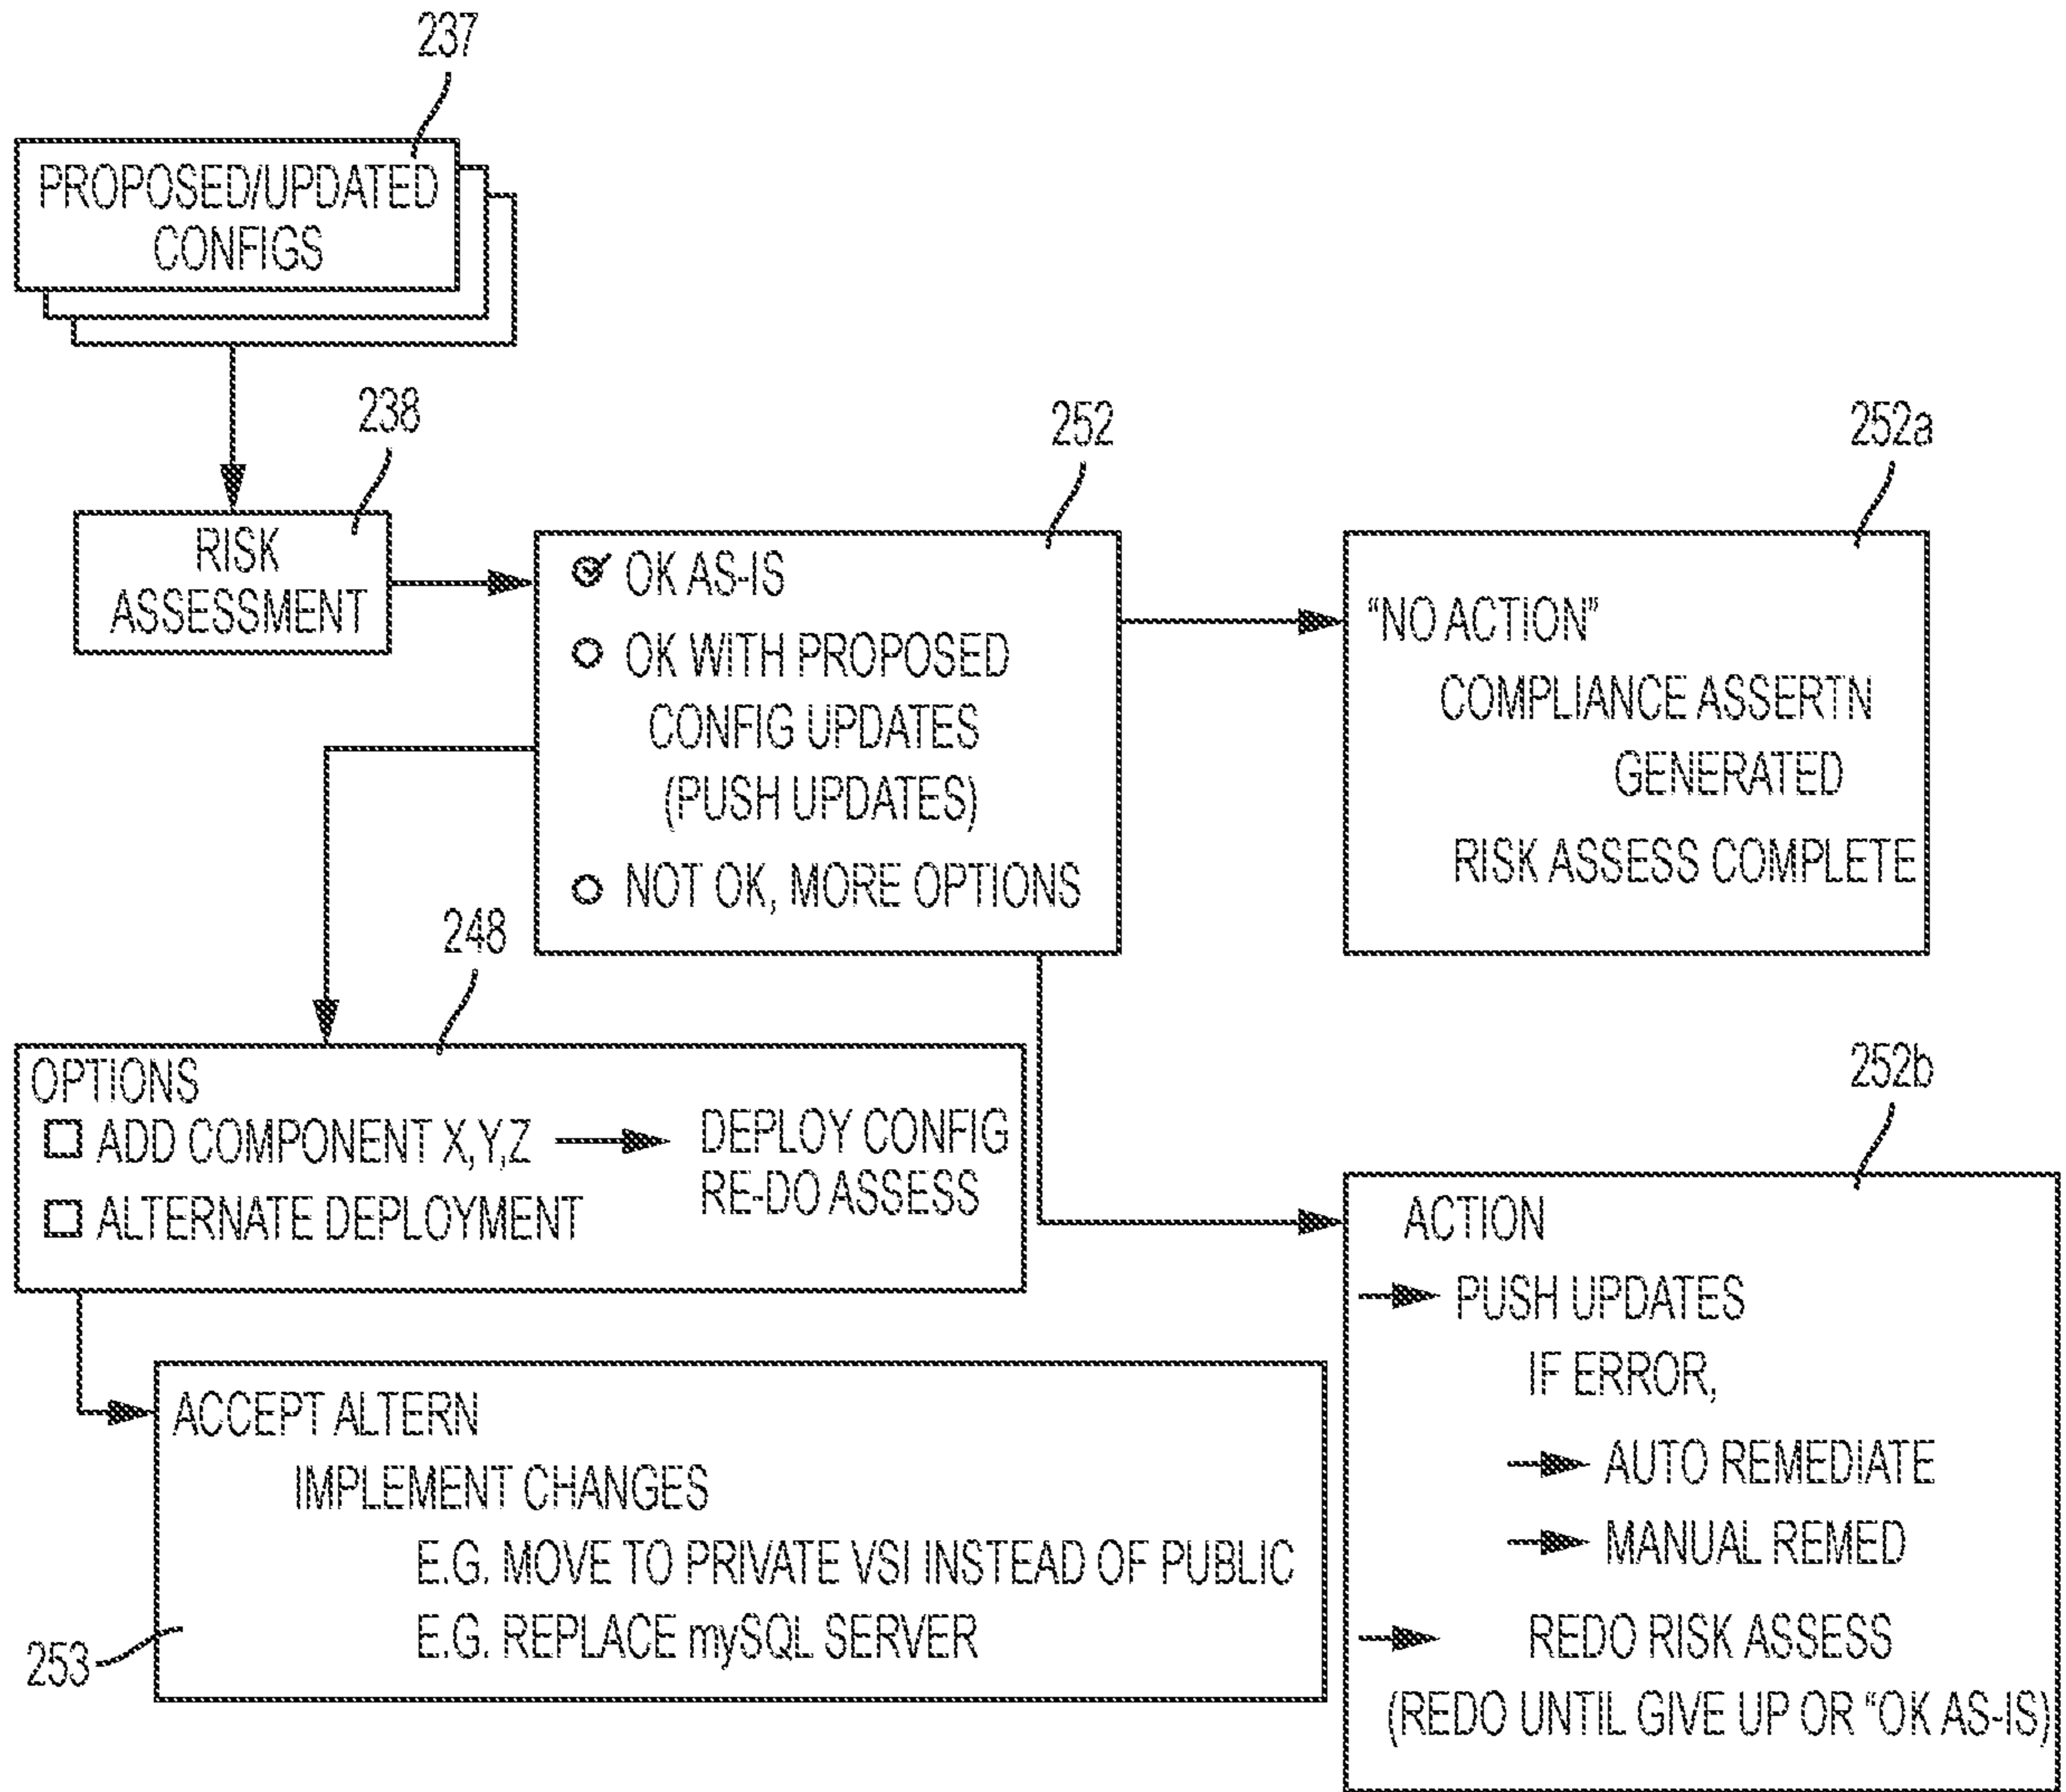 237
PROPOSED/UPDATED
CONFIGS
238
RISK
ASSESSMENT
252
OK AS-IS
OK WITH PROPOSED
CONFIG UPDATES
(PUSH UPDATES)
NOT OK, MORE OPTIONS
252a
“NO ACTION”
COMPLIANCE ASSERTN
GENERATED
RISK ASSESS COMPLETE
248
OPTIONS
ADD COMPONENT X,Y,Z
ALTERNATE DEPLOYMENT
DEPLOY CONFIG
RE-DO ASSESS
252b
ACTION
PUSH UPDATES
IF ERROR,
AUTO REMEDIATE
MANUAL REMED
REDO RISK ASSESS
(REDO UNTIL GIVE UP OR “OK AS-IS)
ACCEPT ALTERN
IMPLEMENT CHANGES
E.G. MOVE TO PRIVATE VSI INSTEAD OF PUBLIC
E.G. REPLACE mySQL SERVER
253